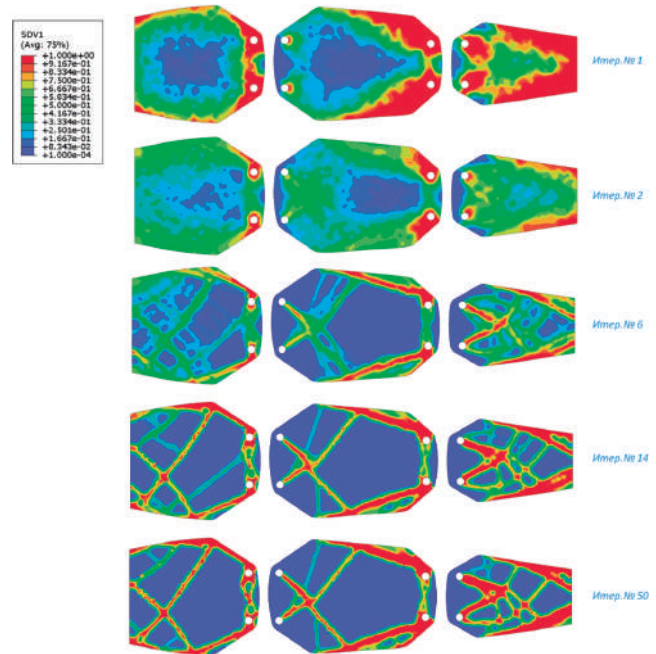 SDV1
(Avg: 75%)
+1.000e+00
+9.167e-01
+8.334e-01
+7.500e-01
+6.667e-01
+5.834e-01
+5.000e-01
+4.167e-01
+3.334e-01
+2.501e-01
+1.667e-01
+8.343e-02
+1.000e-04
Итер.№ 1
Итер.№ 2
Итер.№ 6
Итер.№ 14
Итер.№ 50